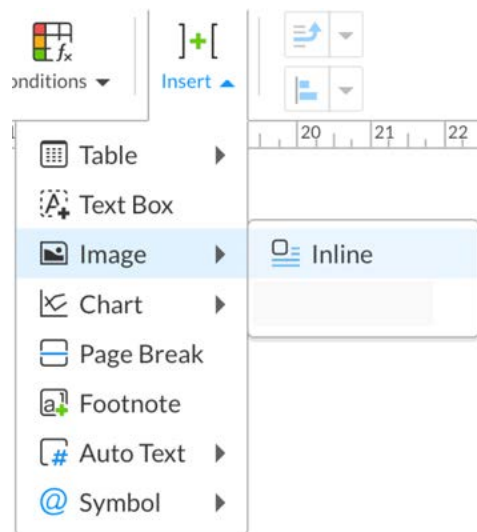 onditions
Insert
20 21 22
Table
Text Box
Image
Inline
Chart
Page Break
Footnote
Auto Text
Symbol